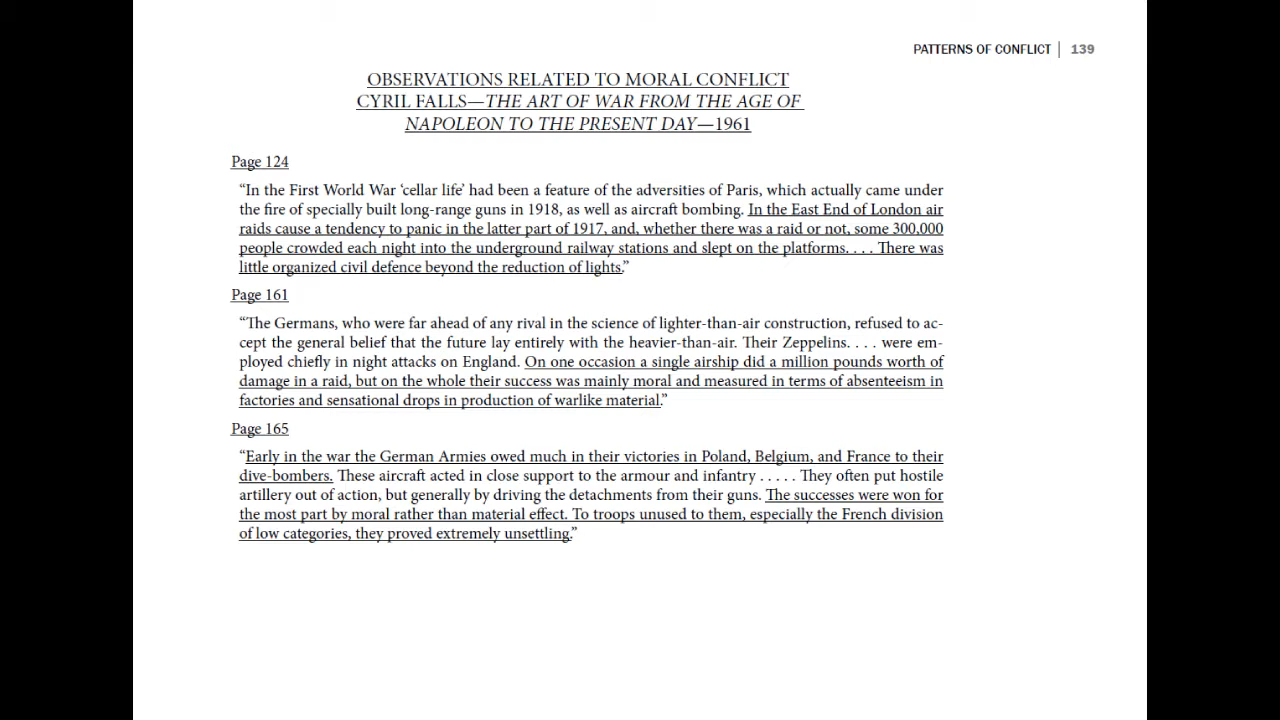 PATTERNS OF CONFLICT | 139
OBSERVATIONS RELATED TO MORAL CONFLICT
CYRIL FALLS—THE ART OF WAR FROM THE AGE OF
NAPOLEON TO THE PRESENT DAY—1961
Page 124
“In the First World War ‘cellar life’ had been a feature of the adversities of Paris, which actually came under
the fire of specially built long-range guns in 1918, as well as aircraft bombing. In the East End of London air
raids cause a tendency to panic in the latter part of 1917, and, whether there was a raid or not, some 300,000
people crowded each night into the underground railway stations and slept on the platforms. . . . There was
little organized civil defence beyond the reduction of lights.”
Page 161
“The Germans, who were far ahead of any rival in the science of lighter-than-air construction, refused to ac-
cept the general belief that the future lay entirely with the heavier-than-air. Their Zeppelins. . . . were em-
ployed chiefly in night attacks on England. On one occasion a single airship did a million pounds worth of
damage in a raid, but on the whole their success was mainly moral and measured in terms of absenteeism in
factories and sensational drops in production of warlike material.”
Page 165
“Early in the war the German Armies owed much in their victories in Poland, Belgium, and France to their
dive-bombers. These aircraft acted in close support to the armour and infantry . . . . . They often put hostile
artillery out of action, but generally by driving the detachments from their guns. The successes were won for
the most part by moral rather than material effect. To troops unused to them, especially the French division
of low categories, they proved extremely unsettling.”